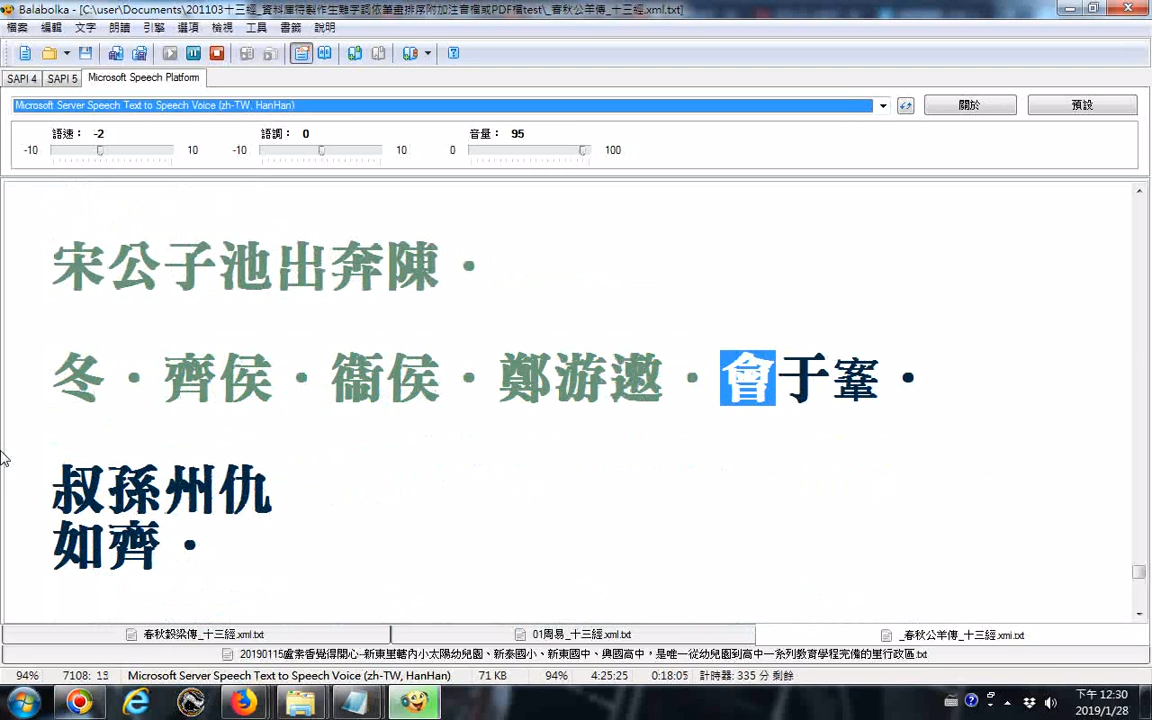 Balabolka - [C:\user\Documents\201103十三經_資料庫待製作生難字詞依筆畫排序附加注音檔或PDF檔test\_春秋公羊傳_十三經.xml.txt]
檔案 編輯 文字 朗讀 引擎 選項 檢視 工具 書籤 說明
SAPI 4 SAPI 5 Microsoft Speech Platform
Microsoft Server Speech Text to Speech Voice (zh-TW, HanHan) 關於 預設
語速： -2 語調： 0 音量： 95
-10 10 -10 10 0 100
宋公子池出奔陳．
冬．齊侯．衞侯．鄭游遬．會于鞌．
叔孫州仇
如齊．
春秋穀梁傳_十三經.xml.txt 01周易_十三經.xml.txt _春秋公羊傳_十三經.xml.txt
20190115盧素香覺得開心--新東里轄內小太陽幼兒園、新泰國小、新東國中、興國高中，是唯一從幼兒園到高中一系列教育學程完備的里行政區.txt
94% 7108: 13 Microsoft Server Speech Text to Speech Voice (zh-TW, HanHan) 71 KB 94% 4:25:25 0:18:05 計時器: 335 分 剩餘
下午 12:30
2019/1/28